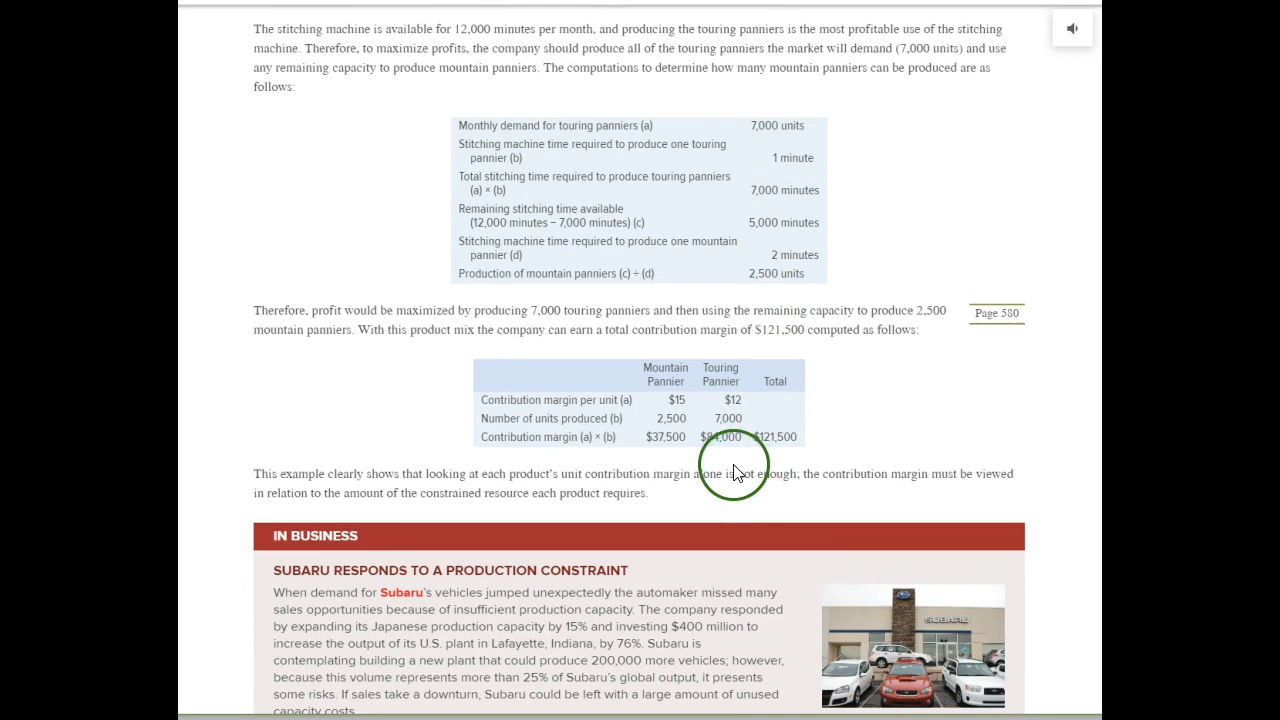 The stitching machine is available for 12,000 minutes per month, and producing the touring panniers is the most profitable use of the stitching
machine. Therefore, to maximize profits, the company should produce all of the touring panniers the market will demand (7,000 units) and use
any remaining capacity to produce mountain panniers. The computations to determine how many mountain panniers can be produced are as
follows:
Monthly demand for touring panniers (a) 7,000 units
Stitching machine time required to produce one touring
pannier (b) 1 minute
Total stitching time required to produce touring panniers
(a) × (b) 7,000 minutes
Remaining stitching time available
(12,000 minutes − 7,000 minutes) (c) 5,000 minutes
Stitching machine time required to produce one mountain
pannier (d) 2 minutes
Production of mountain panniers (c) ÷ (d) 2,500 units
Therefore, profit would be maximized by producing 7,000 touring panniers and then using the remaining capacity to produce 2,500
Page 580
mountain panniers. With this product mix the company can earn a total contribution margin of $121,500 computed as follows:
Mountain Touring
Pannier Pannier Total
Contribution margin per unit (a) $15 $12
Number of units produced (b) 2,500 7,000
Contribution margin (a) × (b) $37,500 $84,000 $121,500
This example clearly shows that looking at each product's unit contribution margin alone is not enough; the contribution margin must be viewed
in relation to the amount of the constrained resource each product requires.
IN BUSINESS
SUBARU RESPONDS TO A PRODUCTION CONSTRAINT
When demand for Subaru's vehicles jumped unexpectedly the automaker missed many
sales opportunities because of insufficient production capacity. The company responded
by expanding its Japanese production capacity by 15% and investing $400 million to
increase the output of its U.S. plant in Lafayette, Indiana, by 76%. Subaru is
contemplating building a new plant that could produce 200,000 more vehicles; however,
because this volume represents more than 25% of Subaru's global output, it presents
some risks. If sales take a downturn, Subaru could be left with a large amount of unused
capacity costs.
SUBARU